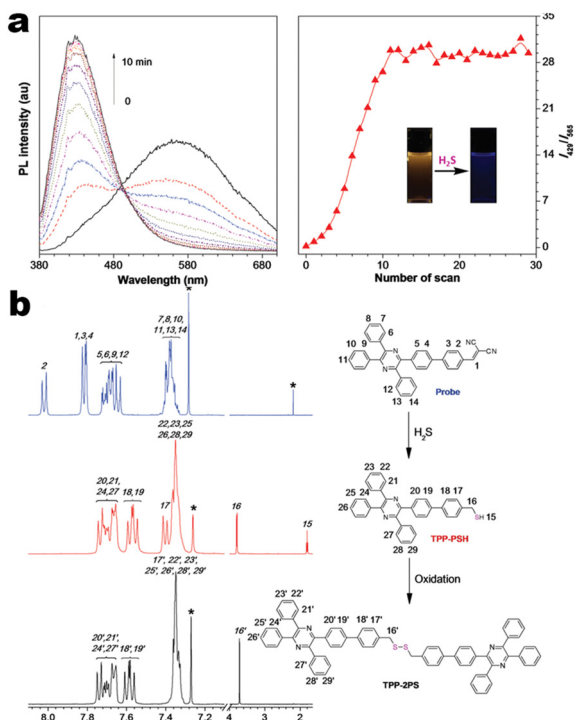 a
PL intensity (au)
10 min
0
380 480 580 700
Wavelength (nm)
35
28
21
14
7
0
I429/I565
H2S
0 10 20 30
Number of scan
b
2
1,3,4
5,6,9,12
7,8,10,
11,13,14
*
*
8 7
6
10 9
11
N
N
5 4
3 2
12
13 14
CN
CN
1
Probe
H2S
20,21,
24,27
18,19
22,23,25
26,28,29
17
*
16
15
23 22
21
25 24
26
N
N
20 19
18 17
16
SH 15
27
28 29
TPP-PSH
Oxidation
20',21',
24',27'
18',19'
17', 22', 23',
25', 26', 28', 29'
*
16'
23' 22'
21'
25' 24'
26'
N
N
20' 19'
18' 17'
16'
S-S
27'
28' 29'
N
N
TPP-2PS
8.0 7.8 7.6 7.4 7.2 4 3 2